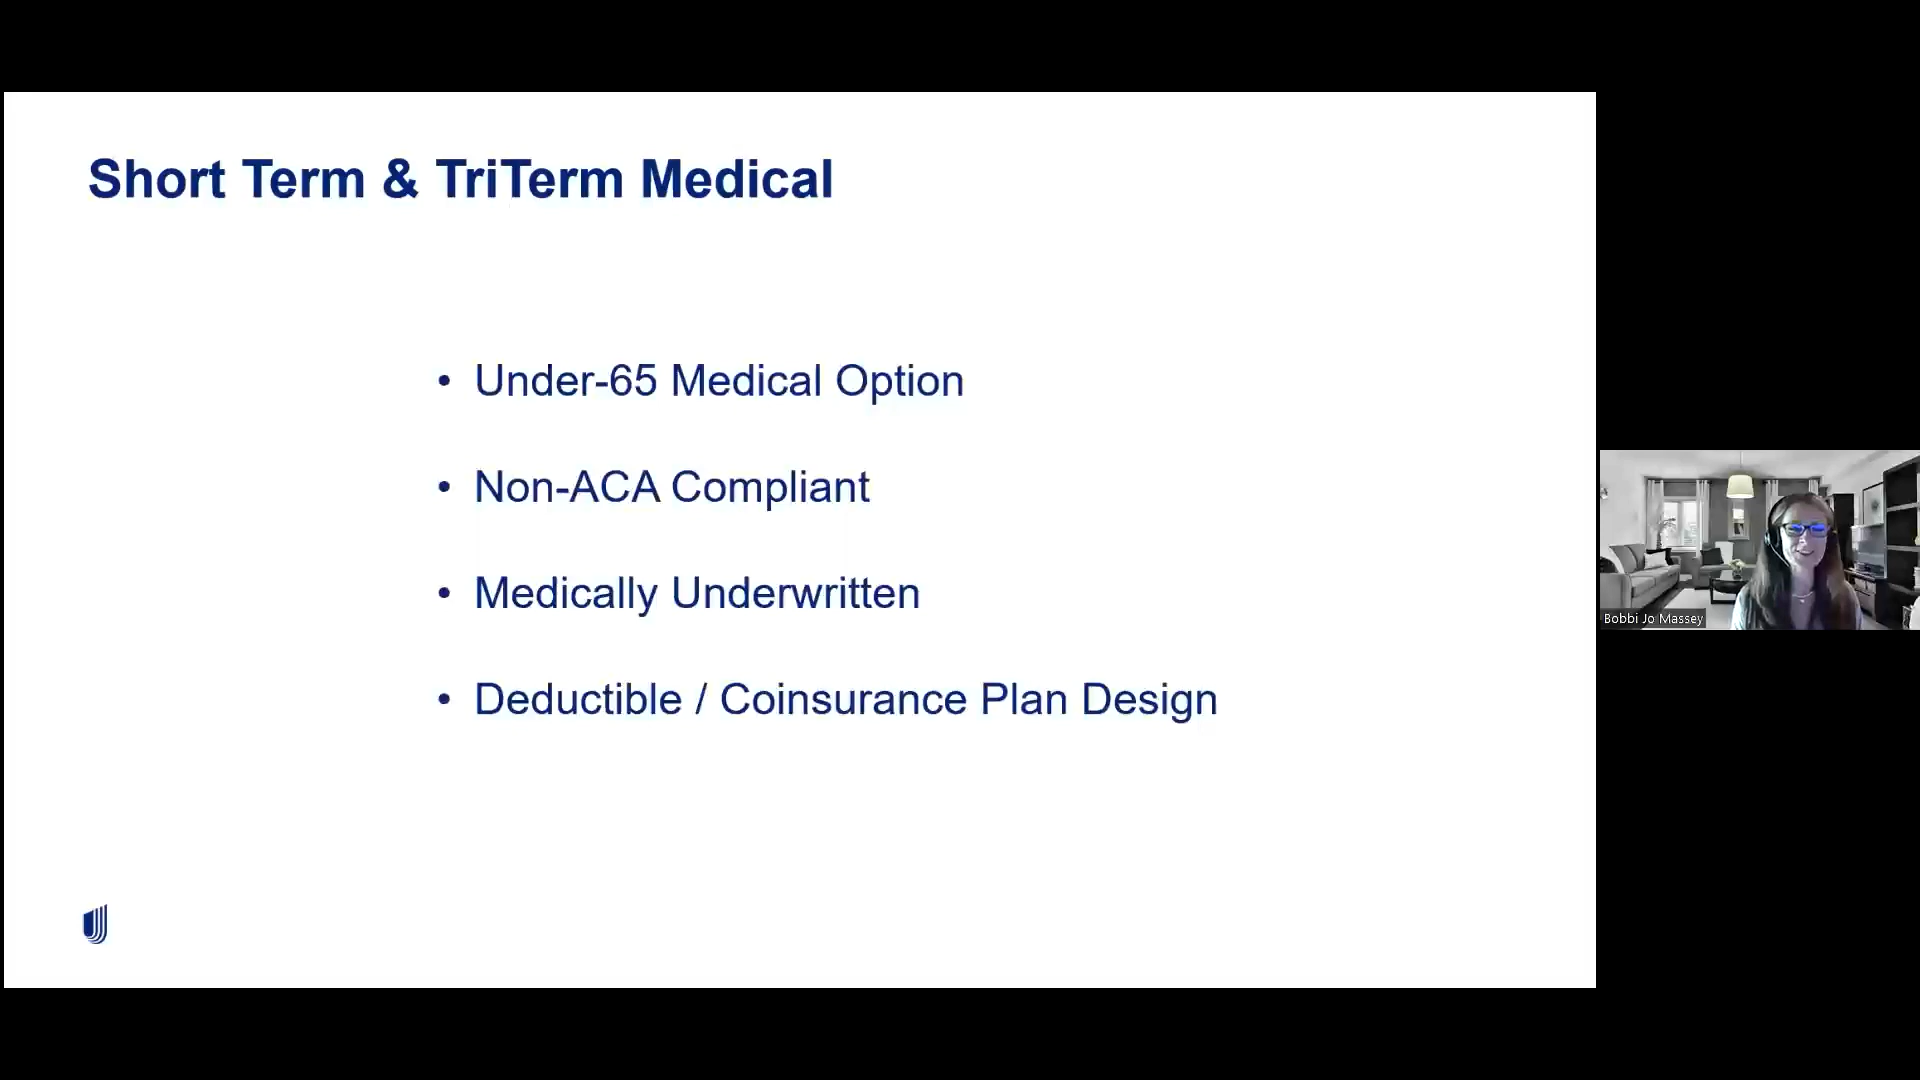 Short Term & TriTerm Medical
• Under-65 Medical Option
• Non-ACA Compliant
• Medically Underwritten
• Deductible / Coinsurance Plan Design
Bobbi Jo Massey